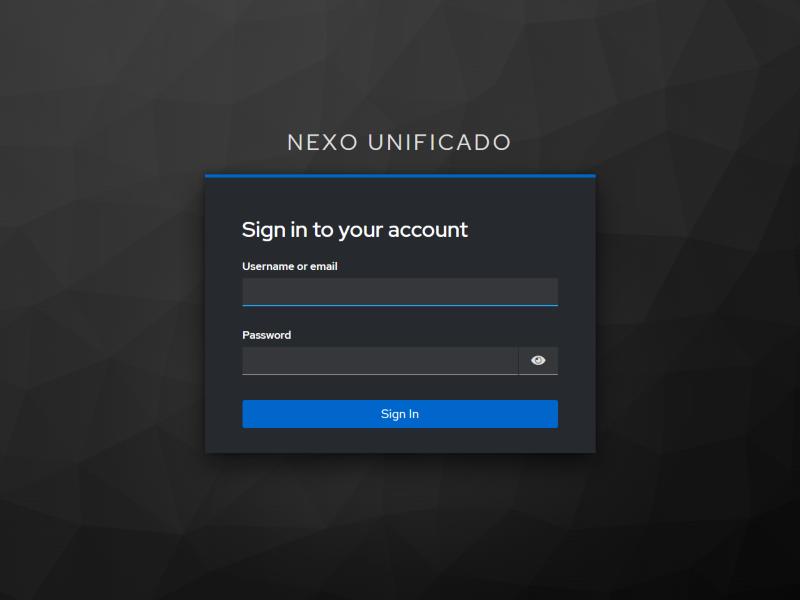 NEXO UNIFICADO
Sign in to your account
Username or email
Password
Sign In